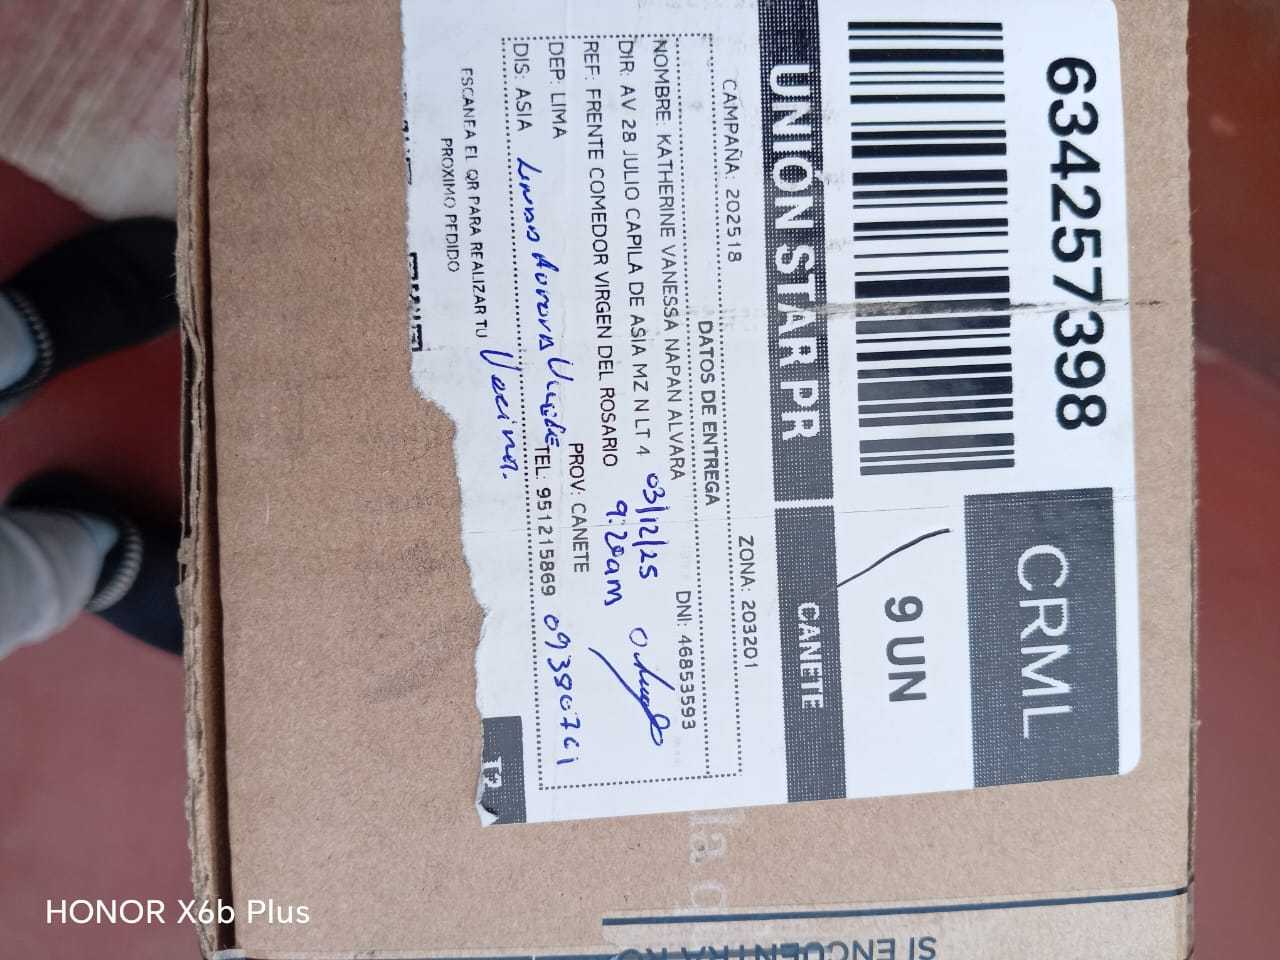 634257398
CRML
9 UN
UNIÓN STAR PR
CANETE
CAMPAÑA: 202518
ZONA: 203201
DATOS DE ENTREGA
NOMBRE: KATHERINE VANESSA NAPAN ALVARA
DNI: 46853593
DIR: AV 28 JULIO CAPILA DE ASIA MZ N LT 4
03/12/25
REF: FRENTE COMEDOR VIRGEN DEL ROSARIO
9:20am
DEP: LIMA
PROV: CANETE
DIS: ASIA
TEL: 951215869
Vecina.
ESCANEA EL QR PARA REALIZAR TU
PROXIMO PEDIDO
SI ENCUENTRA RO
HONOR X6b Plus